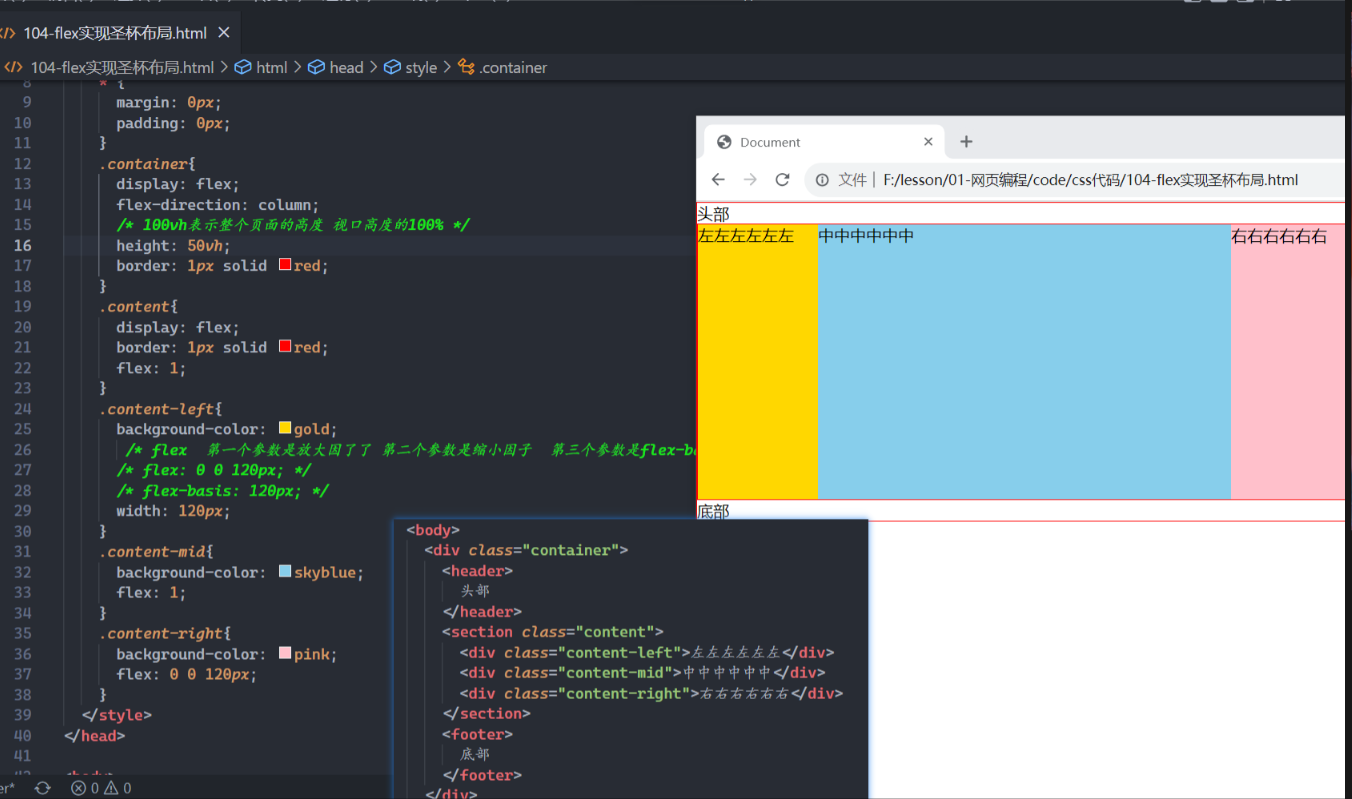 104-flex实现圣杯布局.html
104-flex实现圣杯布局.html > html > head > style > .container
8 * {
9 margin: 0px;
10 padding: 0px;
11 }
12 .container{
13 display: flex;
14 flex-direction: column;
15 /* 100vh表示整个页面的高度 视口高度的100% */
16 height: 50vh;
17 border: 1px solid red;
18 }
19 .content{
20 display: flex;
21 border: 1px solid red;
22 flex: 1;
23 }
24 .content-left{
25 background-color: gold;
26 /* flex 第一个参数是放大因了了 第二个参数是缩小因子 第三个参数是flex-b
27 /* flex: 0 0 120px; */
28 /* flex-basis: 120px; */
29 width: 120px;
30 }
31 .content-mid{
32 background-color: skyblue;
33 flex: 1;
34 }
35 .content-right{
36 background-color: pink;
37 flex: 0 0 120px;
38 }
39 </style>
40 </head>
41
er* 0 0
Document
文件 | F:/lesson/01-网页编程/code/css代码/104-flex实现圣杯布局.html
头部
左左左左左左 中中中中中中 右右右右右右
底部
<body>
<div class="container">
<header>
头部
</header>
<section class="content">
<div class="content-left">左左左左左左</div>
<div class="content-mid">中中中中中中</div>
<div class="content-right">右右右右右右</div>
</section>
<footer>
底部
</footer>
</div>